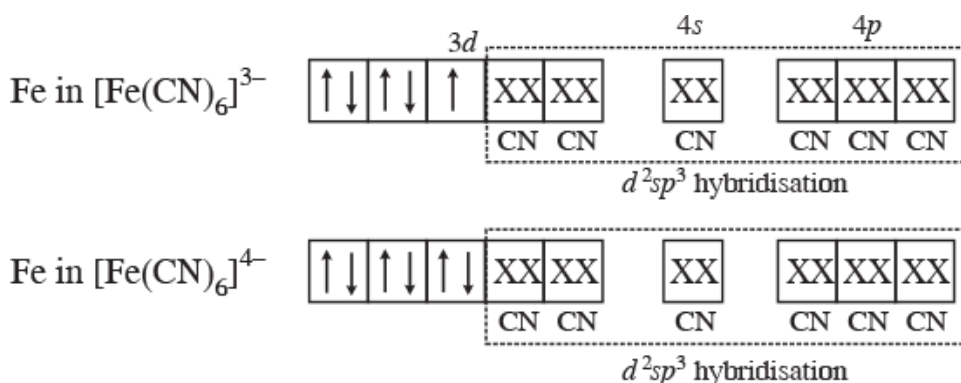 3d 4s 4p
Fe in [Fe(CN)₆]³⁻ ↑↓ ↑↓ ↑ XX XX XX XX XX XX
CN CN CN CN CN CN
d²sp³ hybridisation
Fe in [Fe(CN)₆]⁴⁻ ↑↓ ↑↓ ↑↓ XX XX XX XX XX XX
CN CN CN CN CN CN
d²sp³ hybridisation